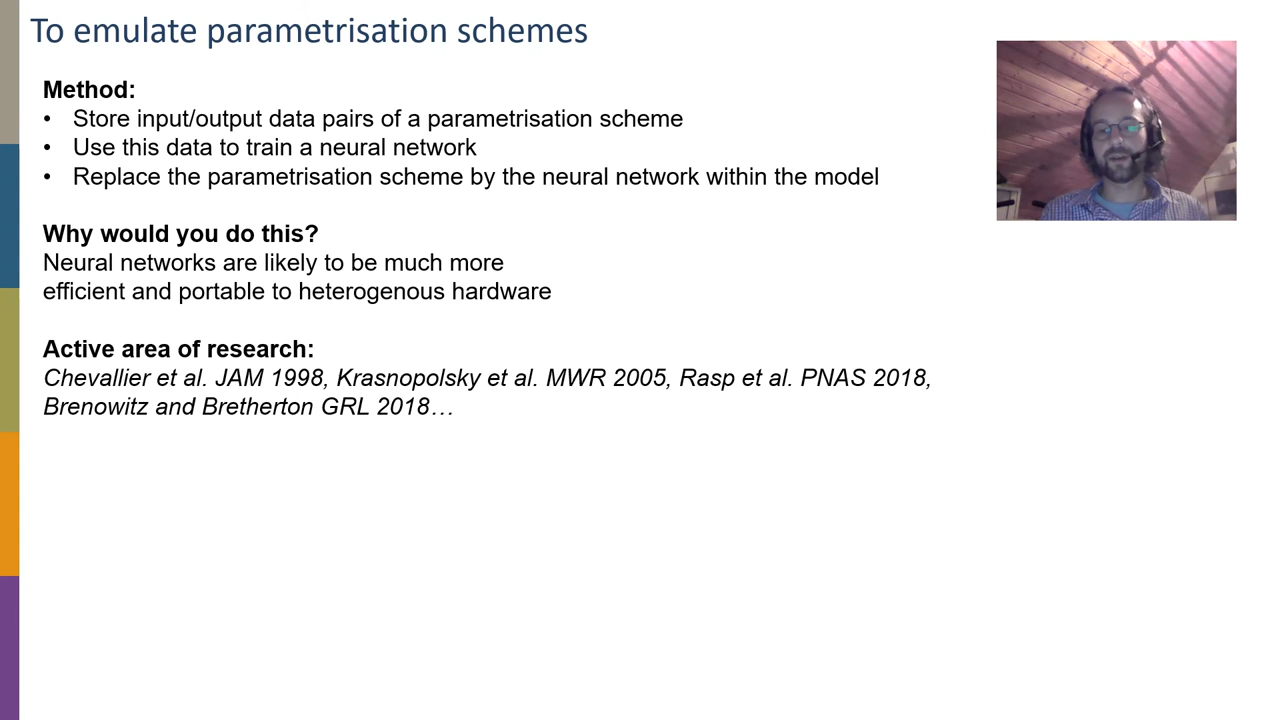 To emulate parametrisation schemes
Method:
• Store input/output data pairs of a parametrisation scheme
• Use this data to train a neural network
• Replace the parametrisation scheme by the neural network within the model
Why would you do this?
Neural networks are likely to be much more
efficient and portable to heterogenous hardware
Active area of research:
Chevallier et al. JAM 1998, Krasnopolsky et al. MWR 2005, Rasp et al. PNAS 2018,
Brenowitz and Bretherton GRL 2018…